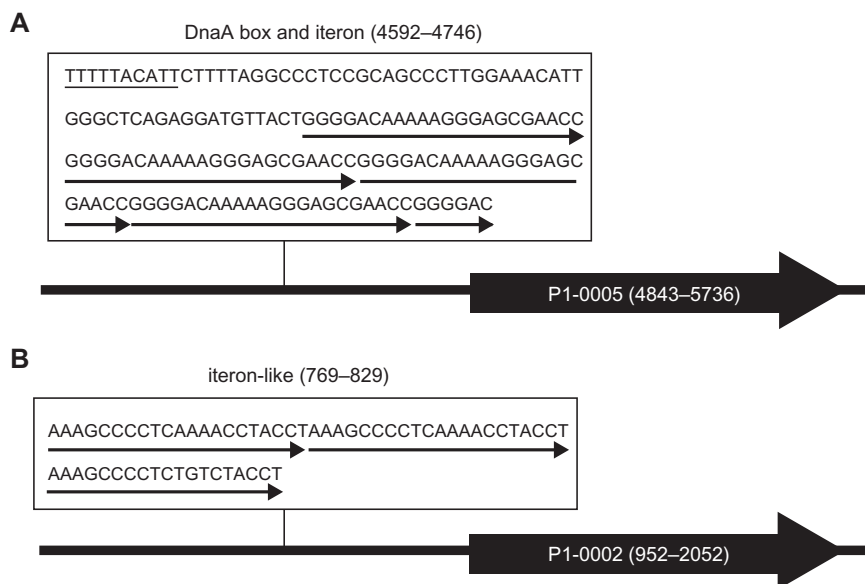 A
DnaA box and iteron (4592–4746)
TTTTTACATTCTTTTAGGCCCTCCGCAGCCCTTGGAAACATT
GGGCTCAGAGGATGTTACTGGGGACAAAAAGGGAGCGAACC
GGGGACAAAAAGGGAGCGAACCGGGGACAAAAAGGGAGC
GAACCGGGGACAAAAAGGGAGCGAACCGGGGAC
P1-0005 (4843–5736)
B
iteron-like (769–829)
AAAGCCCCTCAAAACCTACCTAAAGCCCCTCAAAACCTACCT
AAAGCCCCTCTGTCTACCT
P1-0002 (952–2052)